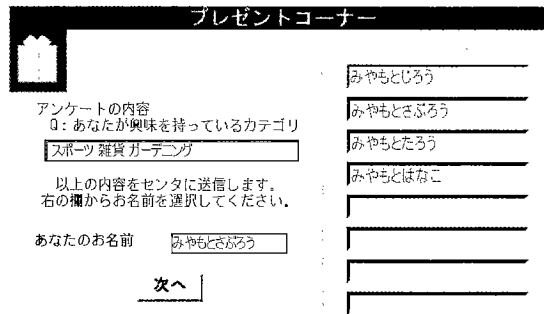 プレゼントコーナー
アンケートの内容
Q：あなたが興味を持っているカテゴリ
スポーツ 雑貨 ガーデニング
以上の内容をセンタに送信します。
右の欄からお名前を選択してください。
あなたのお名前 みやもとさぶろう
次へ
みやもとじろう
みやもとさぶろう
みやもとたろう
みやもとはなこ